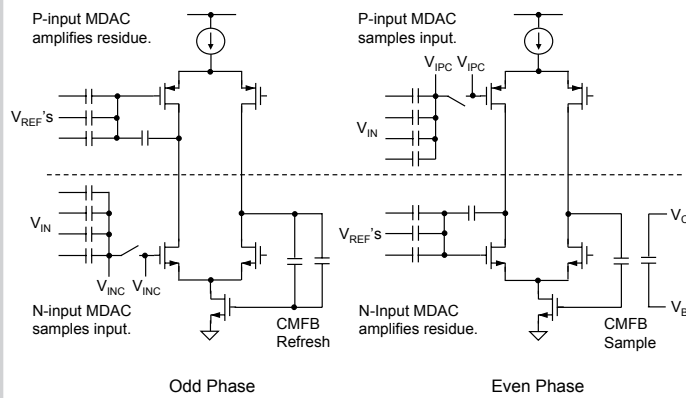 P-input MDAC
amplifies residue.
V_REF's
V_IN
V_INC V_INC
N-input MDAC
samples input.
CMFB
Refresh
Odd Phase
P-input MDAC
samples input.
V_IPC V_IPC
V_IN
V_REF's
N-Input MDAC
amplifies residue.
CMFB
Sample
Even Phase